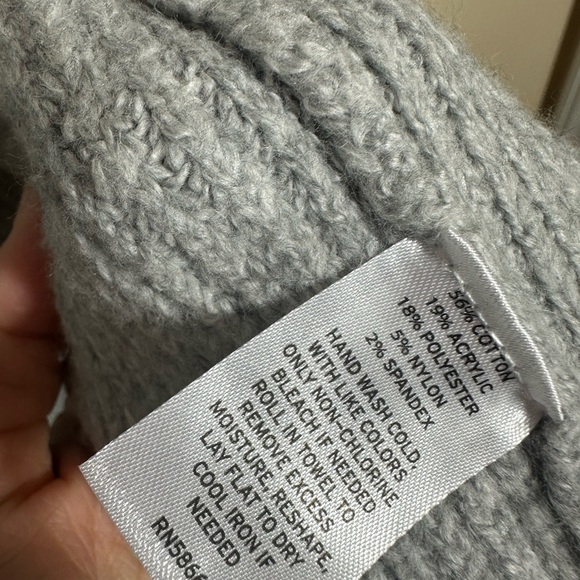 56% COTTON
19% ACRYLIC
18% POLYESTER
5% NYLON
2% SPANDEX
HAND WASH COLD,
WITH LIKE COLORS.
ONLY NON-CHLORINE
BLEACH IF NEEDED
ROLL IN TOWEL TO
REMOVE EXCESS
MOISTURE, RESHAPE,
LAY FLAT TO DRY
COOL IRON IF
NEEDED